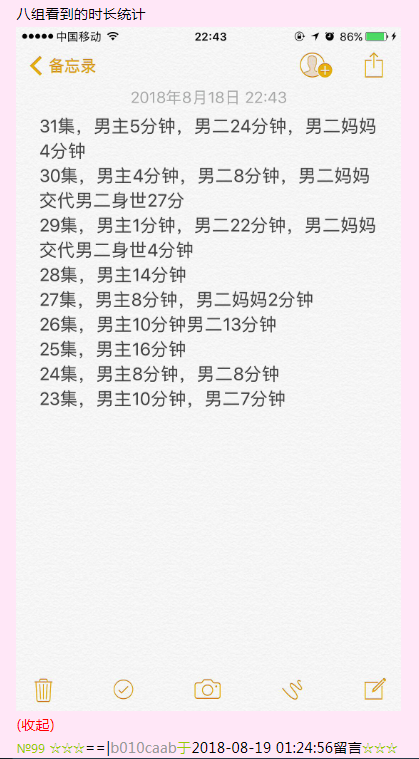 八组看到的时长统计
中国移动 22:43 86%
备忘录
2018年8月18日 22:43
31集，男主5分钟，男二24分钟，男二妈妈
4分钟
30集，男主4分钟，男二8分钟，男二妈妈
交代男二身世27分
29集，男主1分钟，男二22分钟，男二妈妈
交代男二身世4分钟
28集，男主14分钟
27集，男主8分钟，男二妈妈2分钟
26集，男主10分钟男二13分钟
25集，男主16分钟
24集，男主8分钟，男二8分钟
23集，男主10分钟，男二7分钟
(收起)
№99 ☆☆☆==|b010caab于2018-08-19 01:24:56留言☆☆☆